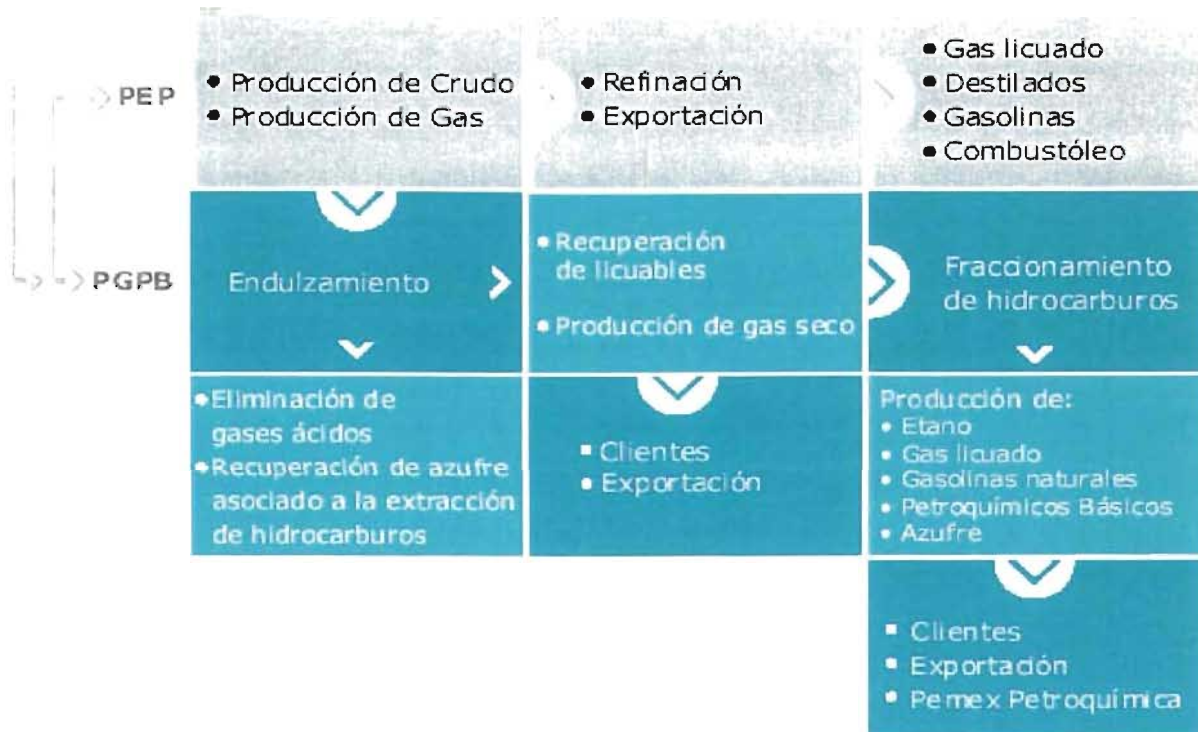 PEP
• Producción de Crudo
• Producción de Gas
• Refinación
• Exportación
• Gas licuado
• Destilados
• Gasolinas
• Combustóleo
PGPB
Endulzamiento
• Recuperación
de licuables
• Producción de gas seco
Fraccionamiento
de hidrocarburos
• Eliminación de
gases ácidos
• Recuperación de azufre
asociado a la extracción
de hidrocarburos
▪ Clientes
• Exportación
Producción de:
• Etano
• Gas licuado
• Gasolinas naturales
• Petroquímicos Básicos
• Azufre
▪ Clientes
• Exportación
• Pemex Petroquímica